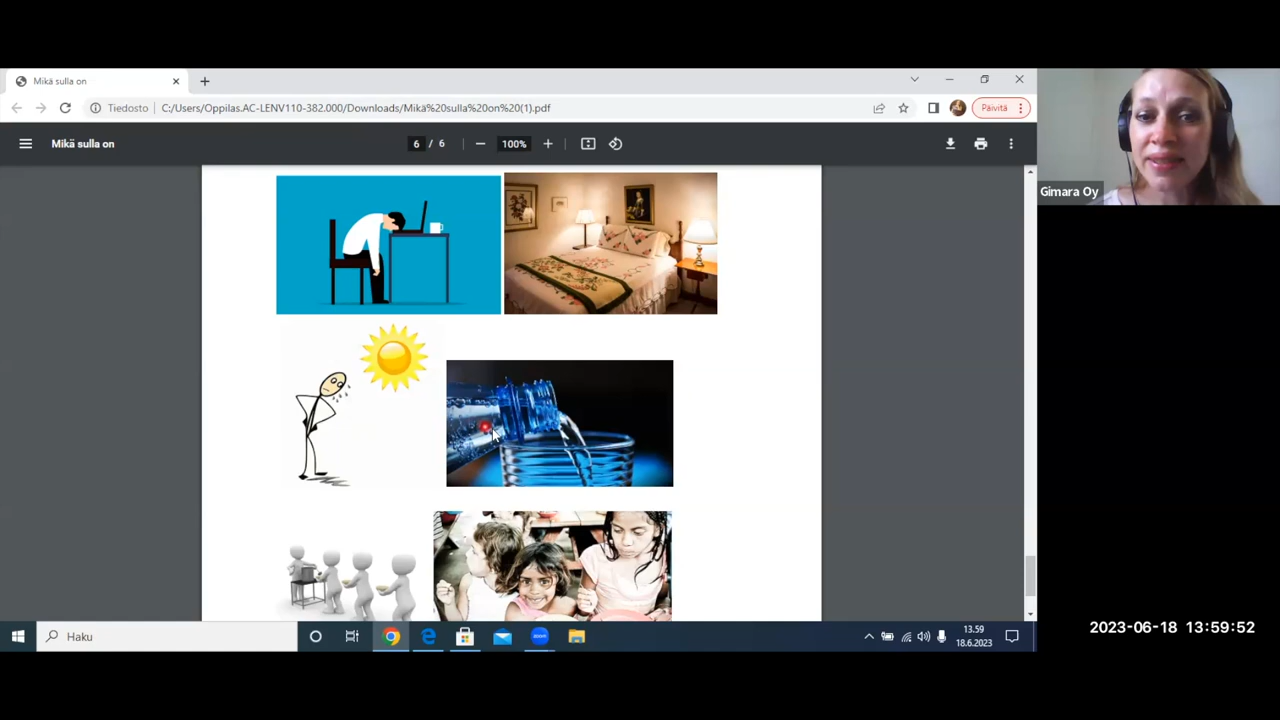 Mikä sulla on
Tiedosto C:/Users/Oppilas.AC-LENV110-382.000/Downloads/Mikä%20sulla%20on%20(1).pdf
Päivitä
Mikä sulla on
6 / 6
100%
Gimara Oy
Haku
zoom
13.59
18.6.2023
2023-06-18 13:59:52